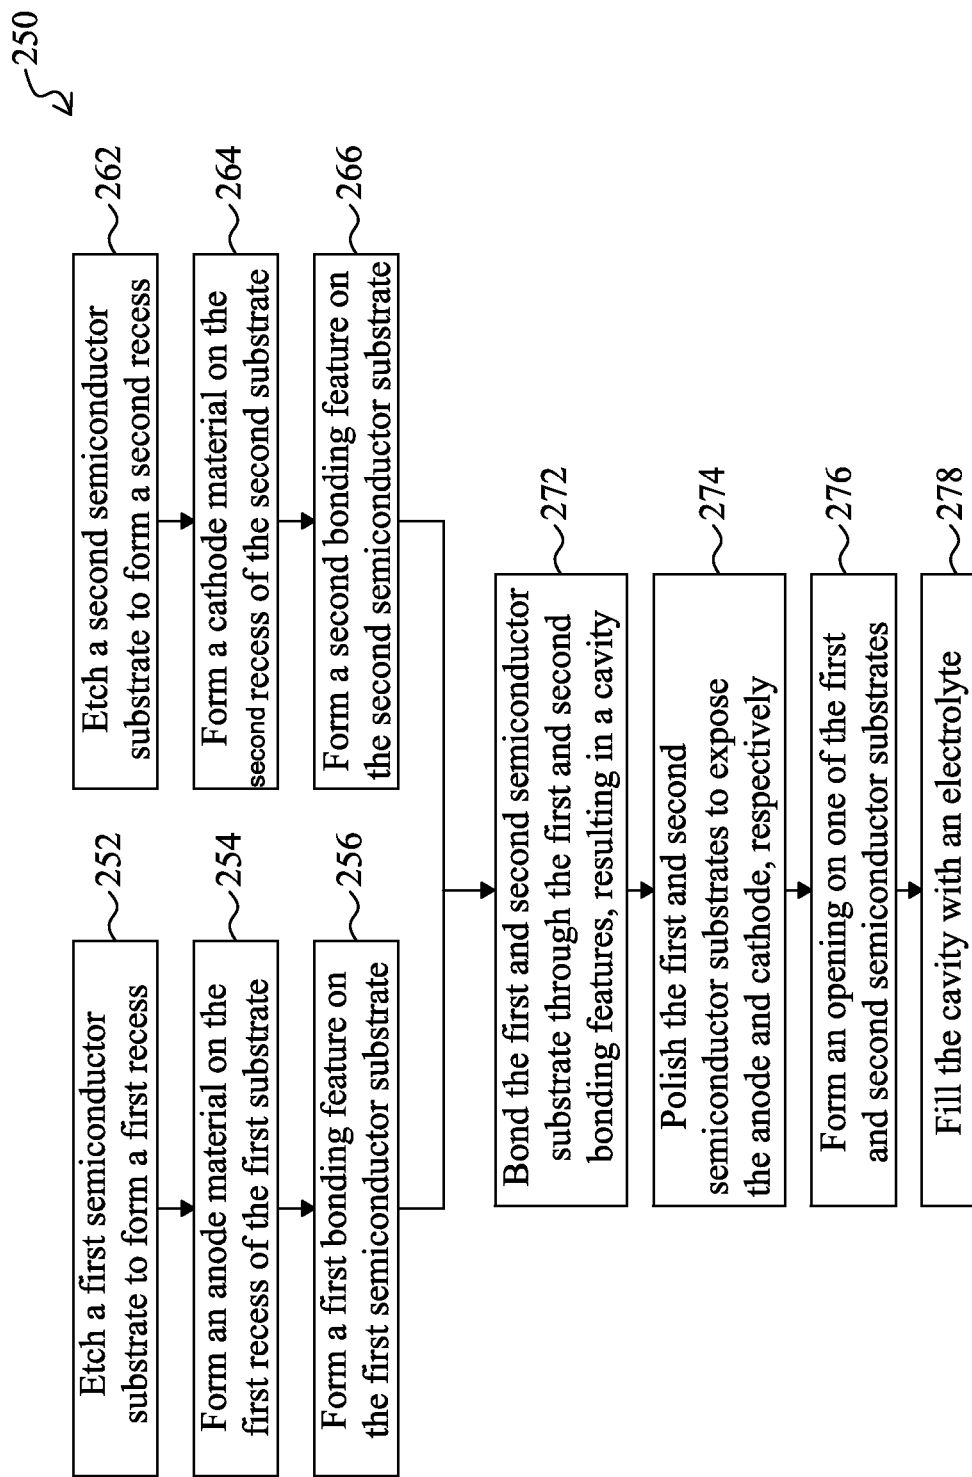 250
Etch a first semiconductor
substrate to form a first recess
252
Form an anode material on the
first recess of the first substrate
254
Form a first bonding feature on
the first semiconductor substrate
256
Etch a second semiconductor
substrate to form a second recess
262
Form a cathode material on the
second recess of the second substrate
264
Form a second bonding feature on
the second semiconductor substrate
266
Bond the first and second semiconductor
substrate through the first and second
bonding features, resulting in a cavity
272
Polish the first and second
semiconductor substrates to expose
the anode and cathode, respectively
274
Form an opening on one of the first
and second semiconductor substrates
276
Fill the cavity with an electrolyte
278